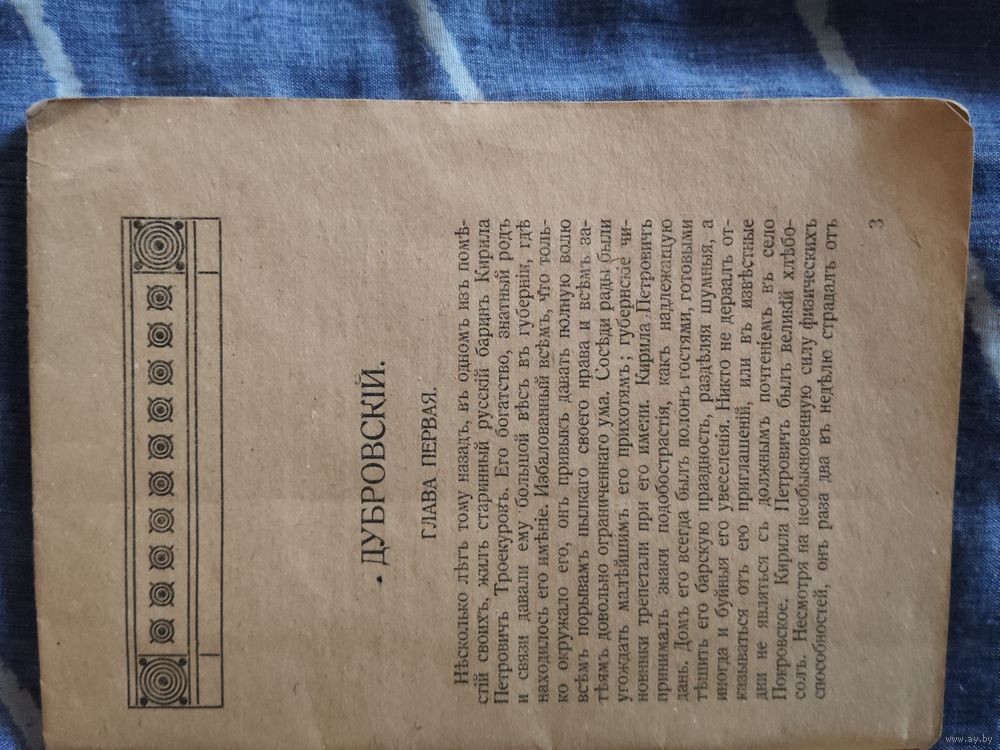 ДУБРОВСКІЙ.
ГЛАВА ПЕРВАЯ.
Нѣсколько лѣтъ тому назадъ, въ одномъ изъ помѣ-
стій своихъ, жилъ старинный русскій баринъ Кирила
Петровичъ Троекуровъ. Его богатство, знатный родъ
и связи давали ему большой вѣсъ въ губерніи, гдѣ
находилось его имѣніе. Избалованный всѣмъ, что толь-
ко окружало его, онъ привыкъ давать полную волю
всѣмъ порывамъ пылкаго своего нрава и всѣмъ за-
тѣямъ довольно ограниченнаго ума. Сосѣди рады были
угождать малѣйшимъ его прихотямъ; губернскіе чи-
новники трепетали при его имени. Кирила Петровичъ
принималъ знаки подобострастія, какъ надлежащую
дань. Домъ его всегда былъ полонъ гостями, готовыми
тѣшить его барскую праздность, раздѣляя шумныя, а
иногда и буйныя его увеселенія. Никто не дерзалъ от-
казываться отъ его приглашеній, или въ извѣстные
дни не являться съ должнымъ почтеніемъ въ село
Покровское. Кирила Петровичъ былъ великій хлѣбо-
солъ. Несмотря на необыкновенную силу физическихъ
способностей, онъ раза два въ недѣлю страдалъ отъ
3
www.ay.by